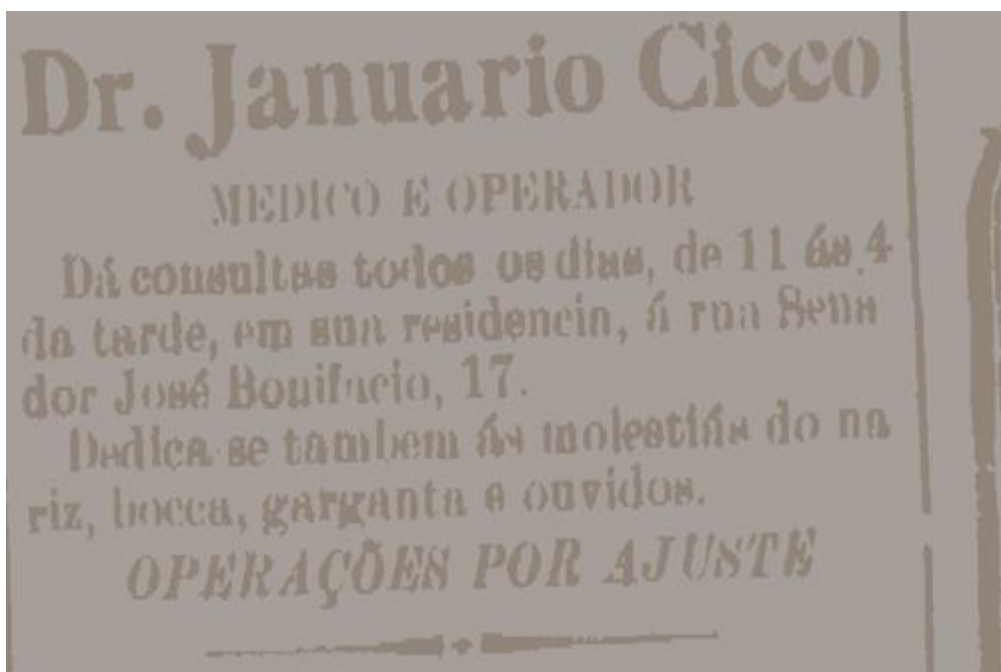 Dr. Januario Cicco
MEDICO E OPERADOR
Dá consultas todos os dias, de 11 ás 4
da tarde, em sua residencia, á rua Sena
dor José Bonifacio, 17.
Dedica-se tambem ás molestiás do na
riz, bocca, garganta e ouvidos.
OPERAÇÕES POR AJUSTE